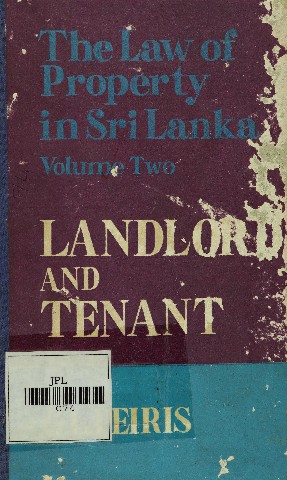 The Law of
Property
in Sri Lanka
Volume Two
LANDLORD
AND
TENANT
JPL
EIRIS